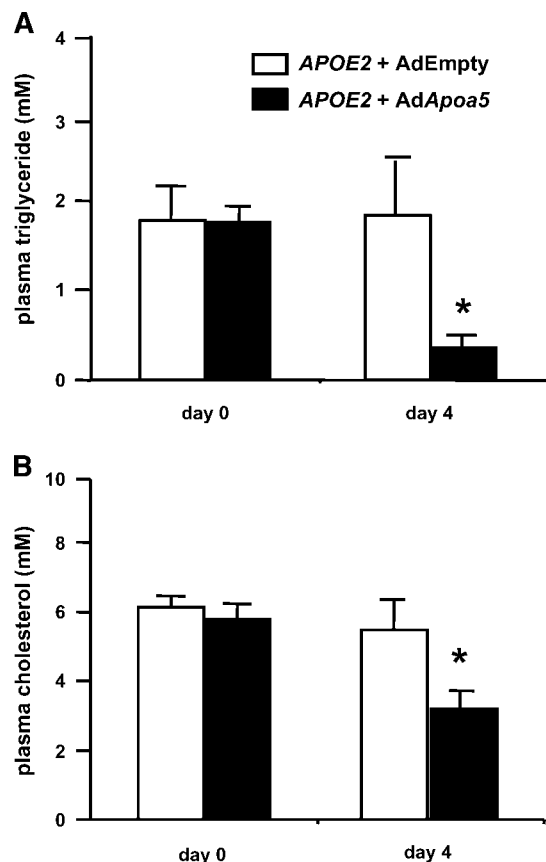 A
4
3
2
1
0
plasma triglyceride (mM)
APOE2 + AdEmpty
APOE2 + AdApoa5
*
day 0
day 4
B
10
8
6
4
2
0
plasma cholesterol (mM)
*
day 0
day 4